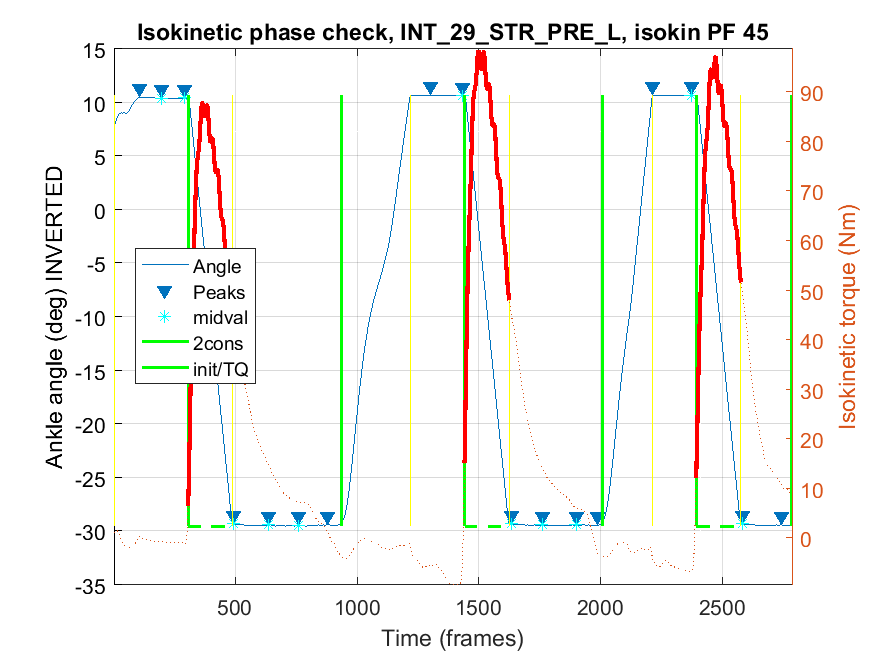 Isokinetic phase check, INT_29_STR_PRE_L, isokin PF 45
Ankle angle (deg) INVERTED
15
10
5
0
-5
-10
-15
-20
-25
-30
-35
Angle
Peaks
midval
2cons
init/TQ
90
80
70
60
50
40
30
20
10
0
Isokinetic torque (Nm)
500
1000
1500
2000
2500
Time (frames)